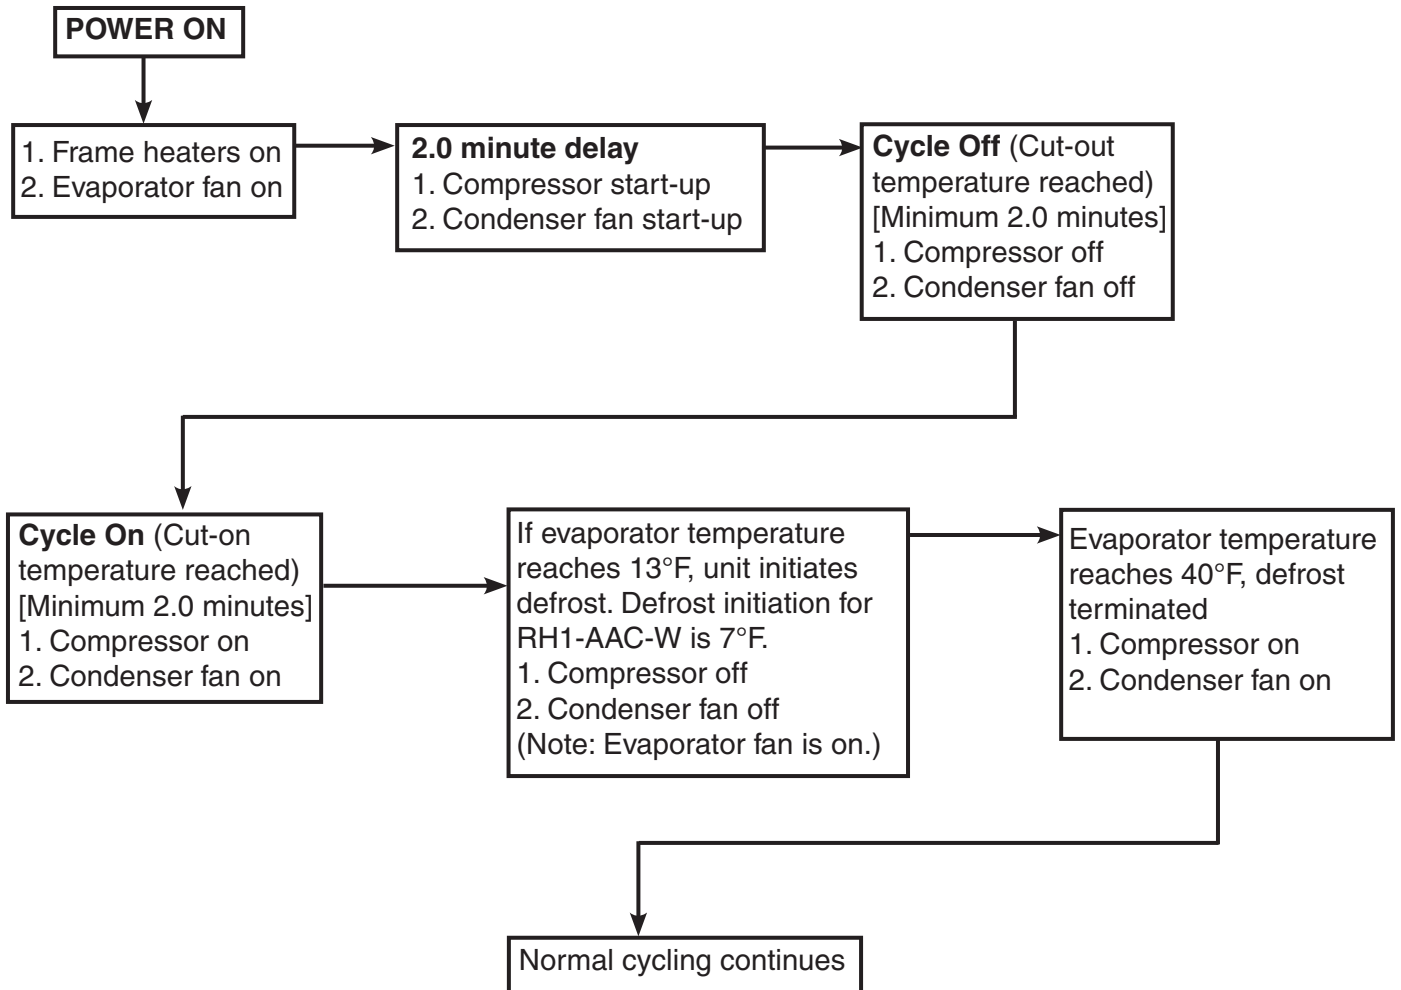 POWER ON
1. Frame heaters on
2. Evaporator fan on
2.0 minute delay
1. Compressor start-up
2. Condenser fan start-up
Cycle Off (Cut-out
temperature reached)
[Minimum 2.0 minutes]
1. Compressor off
2. Condenser fan off
Cycle On (Cut-on
temperature reached)
[Minimum 2.0 minutes]
1. Compressor on
2. Condenser fan on
If evaporator temperature
reaches 13°F, unit initiates
defrost. Defrost initiation for
RH1-AAC-W is 7°F.
1. Compressor off
2. Condenser fan off
(Note: Evaporator fan is on.)
Evaporator temperature
reaches 40°F, defrost
terminated
1. Compressor on
2. Condenser fan on
Normal cycling continues